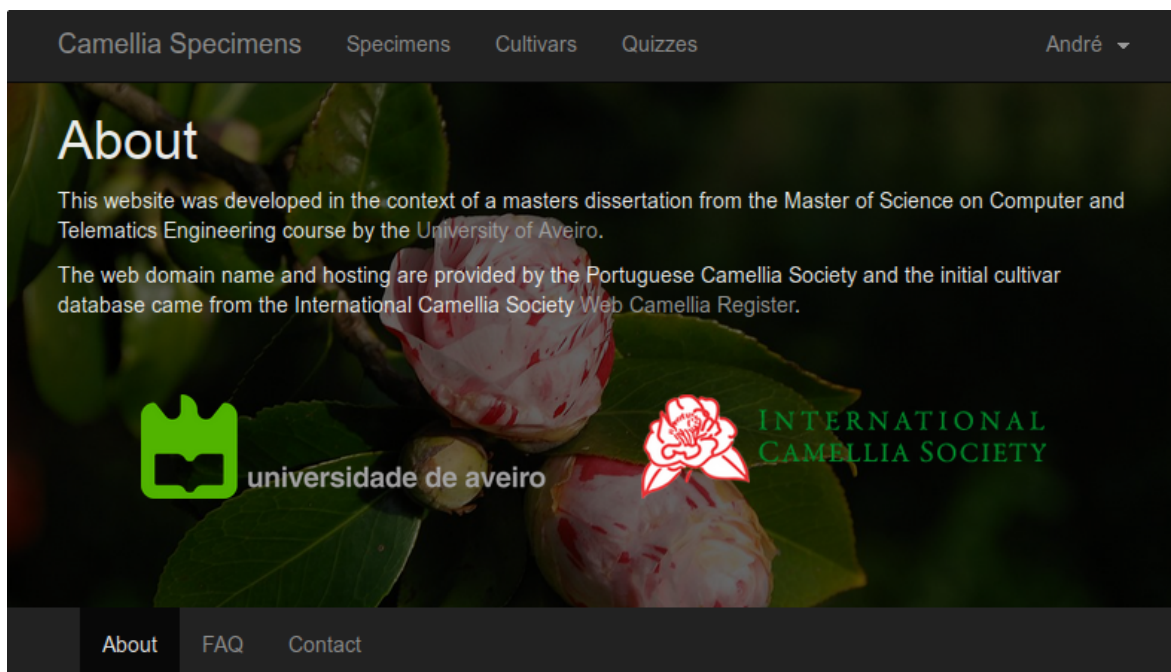 Camellia Specimens Specimens Cultivars Quizzes André
About
This website was developed in the context of a masters dissertation from the Master of Science on Computer and
Telematics Engineering course by the University of Aveiro.
The web domain name and hosting are provided by the Portuguese Camellia Society and the initial cultivar
database came from the International Camellia Society Web Camellia Register.
universidade de aveiro
INTERNATIONAL
CAMELLIA SOCIETY
About FAQ Contact